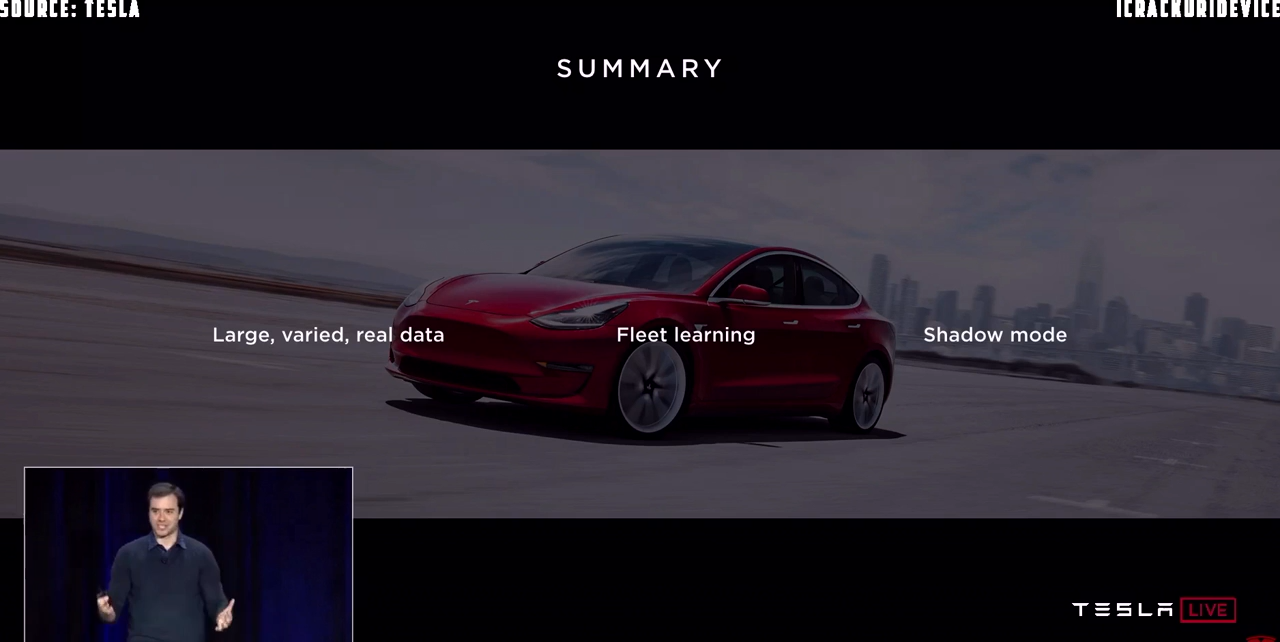 SOURCE: TESLA
ICRACKURIDEVICE
SUMMARY
Large, varied, real data
Fleet learning
Shadow mode
TESLA LIVE